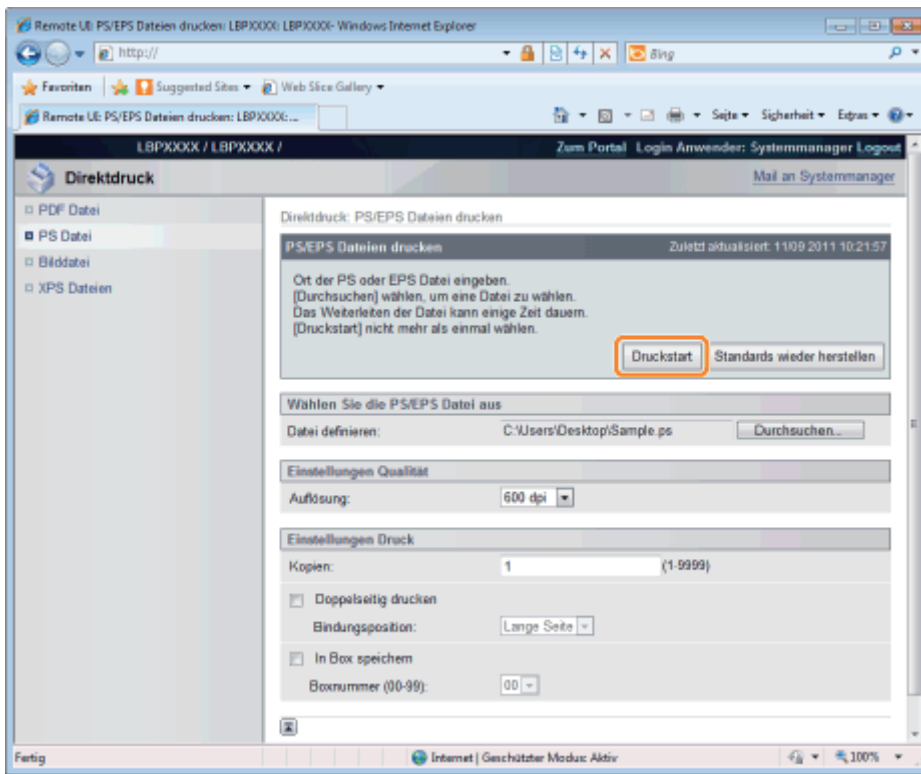 Remote UI: PS/EPS Dateien drucken: LBPXXXX: LBPXXXX- Windows Internet Explorer
http://
Bing
Favoriten Suggested Sites Web Slice Gallery
Remote UI: PS/EPS Dateien drucken: LBPXXXX:...
Seite Sicherheit Extras
LBPXXXX / LBPXXXX / Zum Portal Login Anwender: Systemmanager Logout
Direktdruck Mail an Systemmanager
PDF Datei
PS Datei
Bilddatei
XPS Dateien
Direktdruck: PS/EPS Dateien drucken
PS/EPS Dateien drucken Zuletzt aktualisiert: 11/09 2011 10:21:57
Ort der PS oder EPS Datei eingeben.
[Durchsuchen] wählen, um eine Datei zu wählen.
Das Weiterleiten der Datei kann einige Zeit dauern.
[Druckstart] nicht mehr als einmal wählen.
Druckstart Standards wieder herstellen
Wählen Sie die PS/EPS Datei aus
Datei definieren: C:\Users\Desktop\Sample.ps Durchsuchen...
Einstellungen Qualität
Auflösung: 600 dpi
Einstellungen Druck
Kopien: 1 (1-9999)
Doppelseitig drucken
Bindungsposition: Lange Seite
In Box speichern
Boxnummer (00-99): 00
Fertig Internet | Geschützter Modus: Aktiv 100%